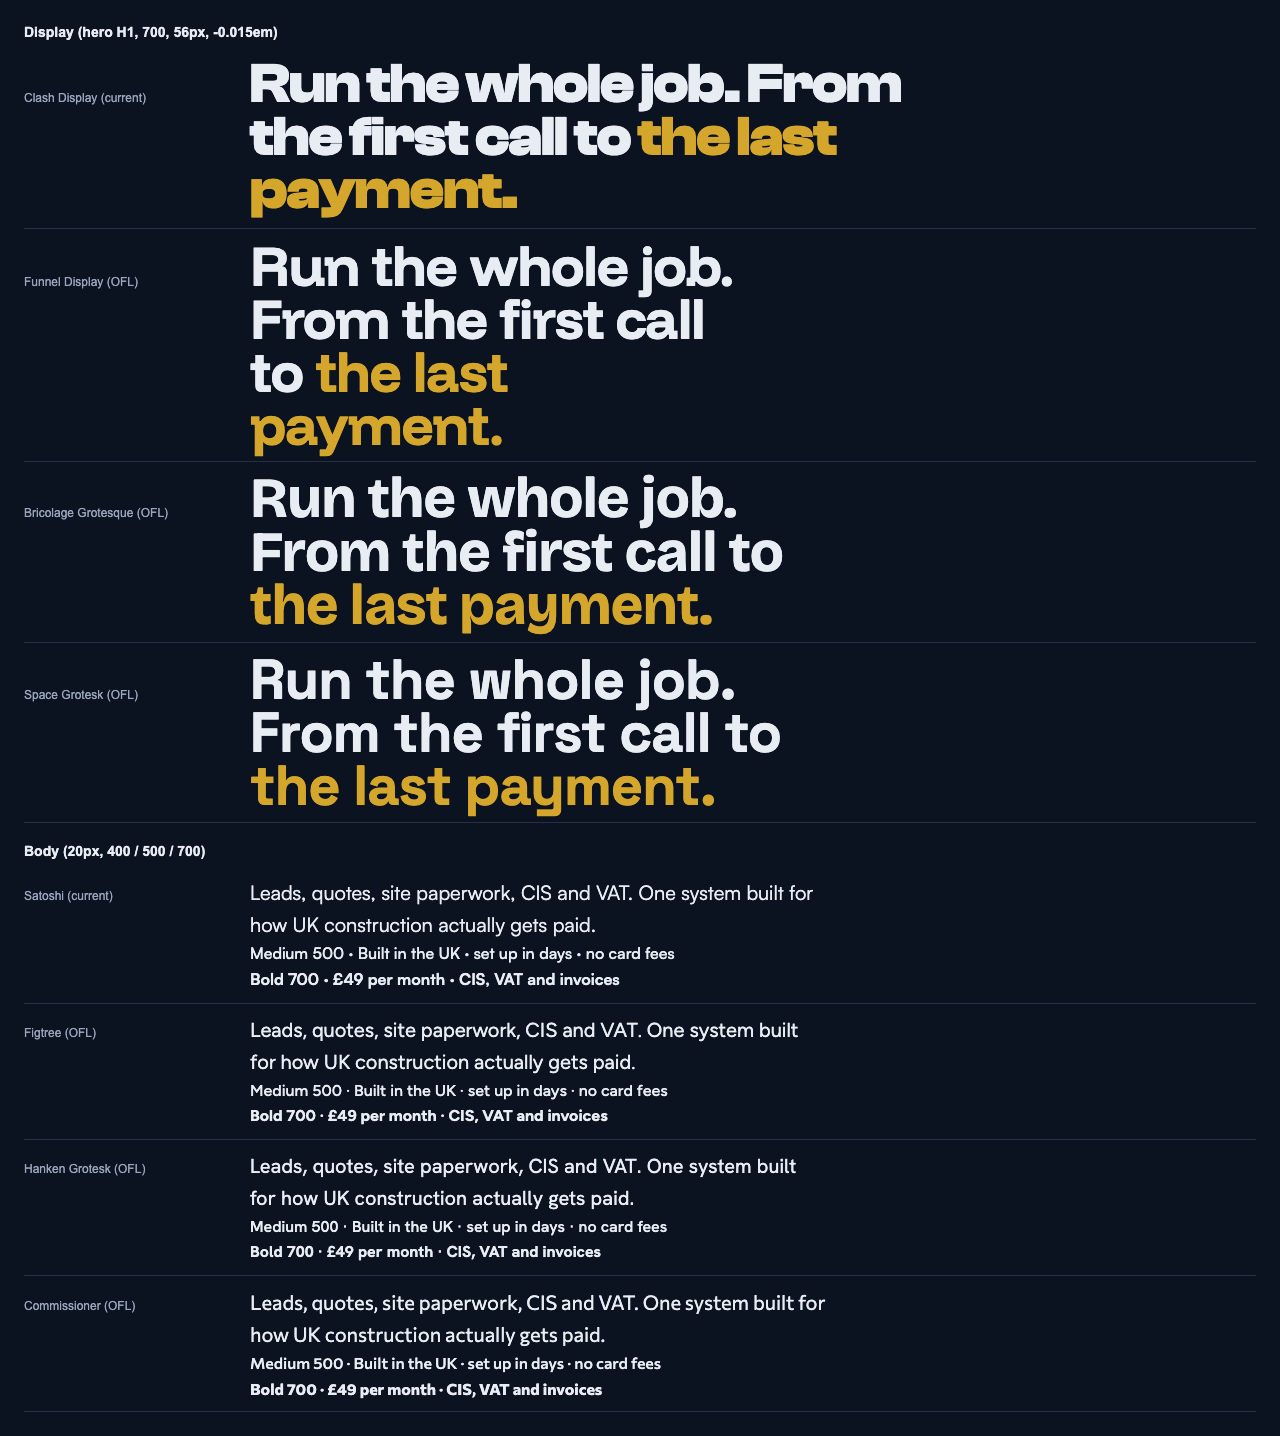 Display (hero H1, 700, 56px, -0.015em)
Clash Display (current)
Run the whole job. From
the first call to the last
payment.
Funnel Display (OFL)
Run the whole job.
From the first call
to the last
payment.
Bricolage Grotesque (OFL)
Run the whole job.
From the first call to
the last payment.
Space Grotesk (OFL)
Run the whole job.
From the first call to
the last payment.
Body (20px, 400 / 500 / 700)
Satoshi (current)
Leads, quotes, site paperwork, CIS and VAT. One system built for
how UK construction actually gets paid.
Medium 500 · Built in the UK · set up in days · no card fees
Bold 700 · £49 per month · CIS, VAT and invoices
Figtree (OFL)
Leads, quotes, site paperwork, CIS and VAT. One system built
for how UK construction actually gets paid.
Medium 500 · Built in the UK · set up in days · no card fees
Bold 700 · £49 per month · CIS, VAT and invoices
Hanken Grotesk (OFL)
Leads, quotes, site paperwork, CIS and VAT. One system built
for how UK construction actually gets paid.
Medium 500 · Built in the UK · set up in days · no card fees
Bold 700 · £49 per month · CIS, VAT and invoices
Commissioner (OFL)
Leads, quotes, site paperwork, CIS and VAT. One system built for
how UK construction actually gets paid.
Medium 500 · Built in the UK · set up in days · no card fees
Bold 700 · £49 per month · CIS, VAT and invoices